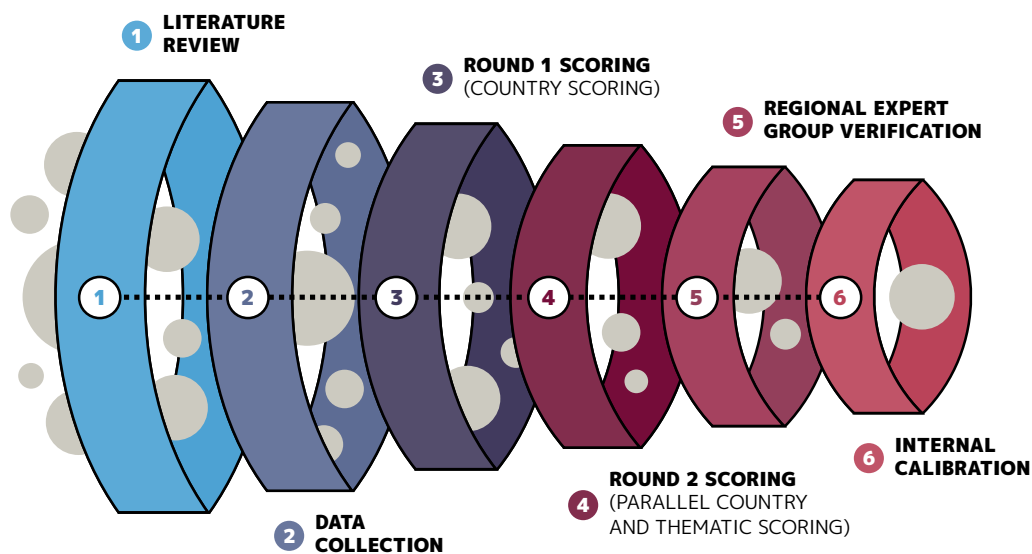 1 LITERATURE
REVIEW
3 ROUND 1 SCORING
(COUNTRY SCORING)
5 REGIONAL EXPERT
GROUP VERIFICATION
1 2 3 4 5 6
6 INTERNAL
CALIBRATION
4 ROUND 2 SCORING
(PARALLEL COUNTRY
AND THEMATIC SCORING)
2 DATA
COLLECTION